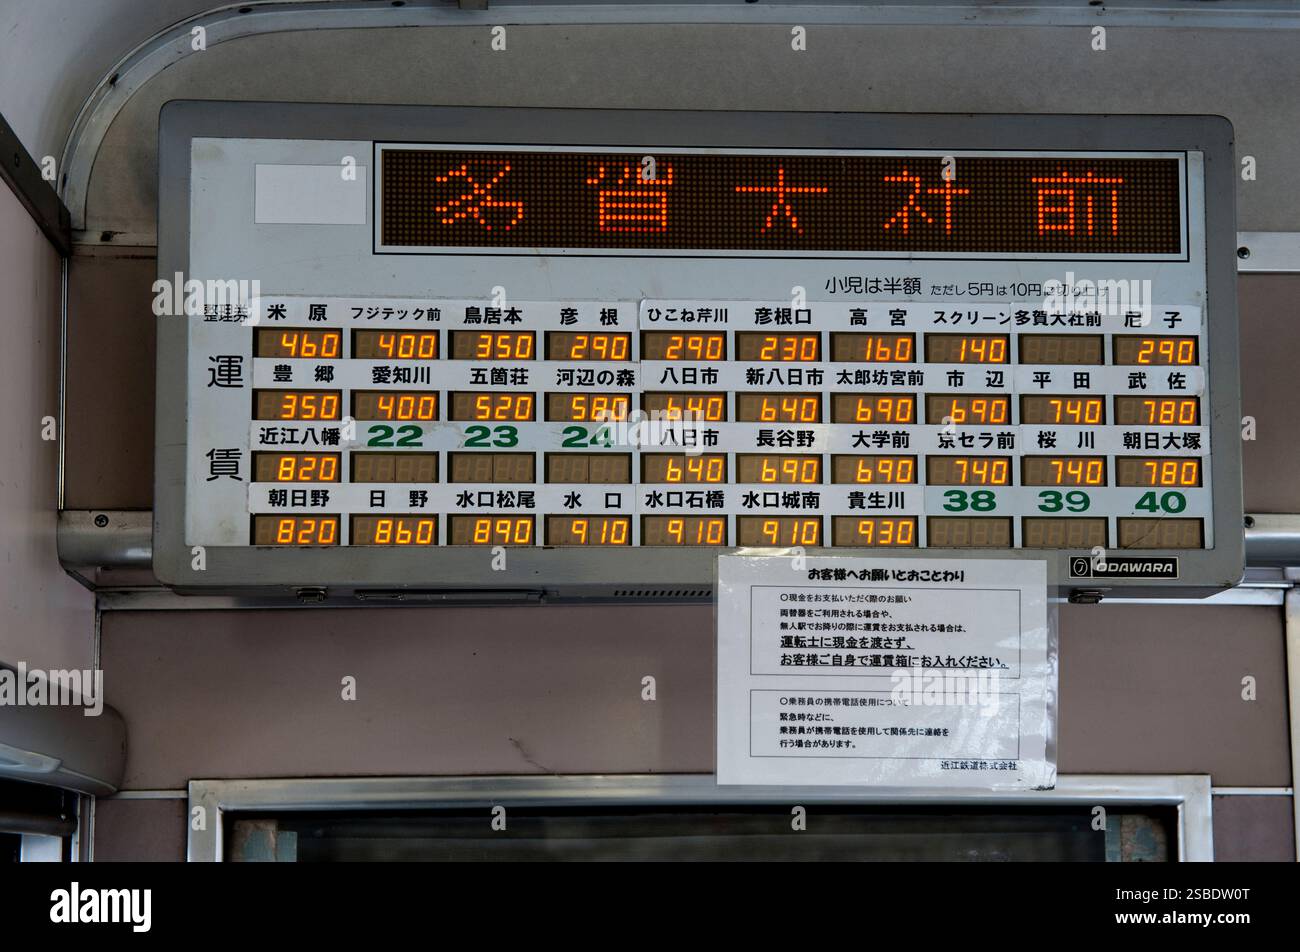 多賀大社前
小児は半額 ただし5円は10円に切り上げ
整理券 米原 フジテック前 鳥居本 彦根 ひこね芹川 彦根口 高宮 スクリーン 多賀大社前 尼子
460 400 350 290 290 230 160 140 290
運賃
豊郷 愛知川 五箇荘 河辺の森 八日市 新八日市 太郎坊宮前 市辺 平田 武佐
350 400 520 580 640 640 690 690 740 780
近江八幡 22 23 24 八日市 長谷野 大学前 京セラ前 桜川 朝日大塚
820 640 690 690 740 740 780
朝日野 日野 水口松尾 水口 水口石橋 水口城南 貴生川 38 39 40
820 860 890 910 910 910 930
ODAWARA
お客様へお願いとおことわり
○現金をお支払いただく際のお願い
両替器をご利用される場合や、
無人駅でお降りの際に運賃をお支払される場合は、
運転士に現金を渡さず、
お客様ご自身で運賃箱にお入れください。
○乗務員の携帯電話使用について
緊急時などに、
乗務員が携帯電話を使用して関係先に連絡を
行う場合があります。
近江鉄道株式会社
alamy
Image ID: 2SBDW0T
www.alamy.com